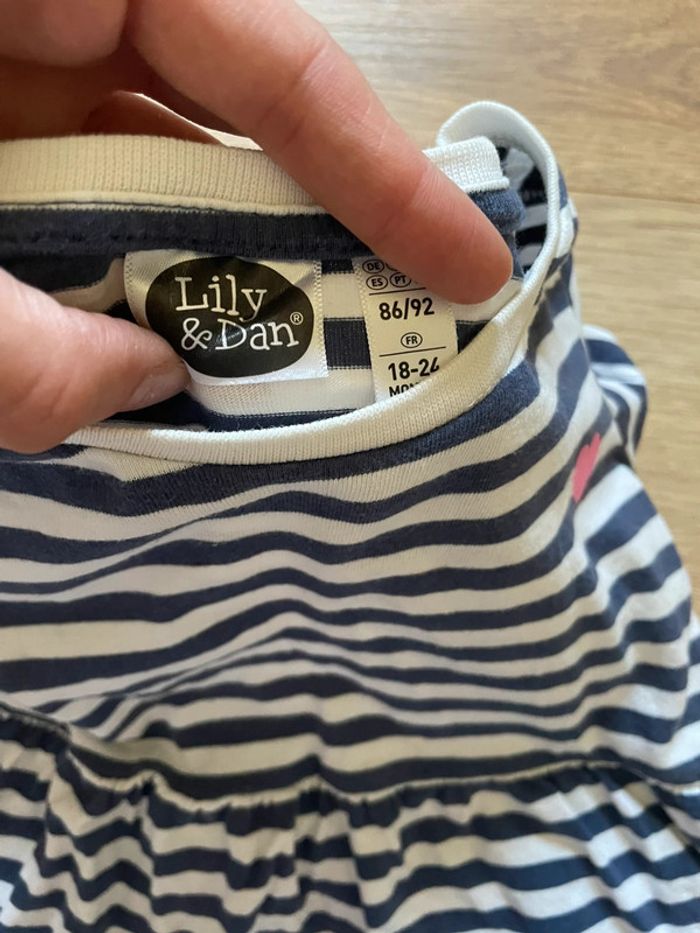 Lily
& Dan®
DE
ES PT
86/92
FR
18-24